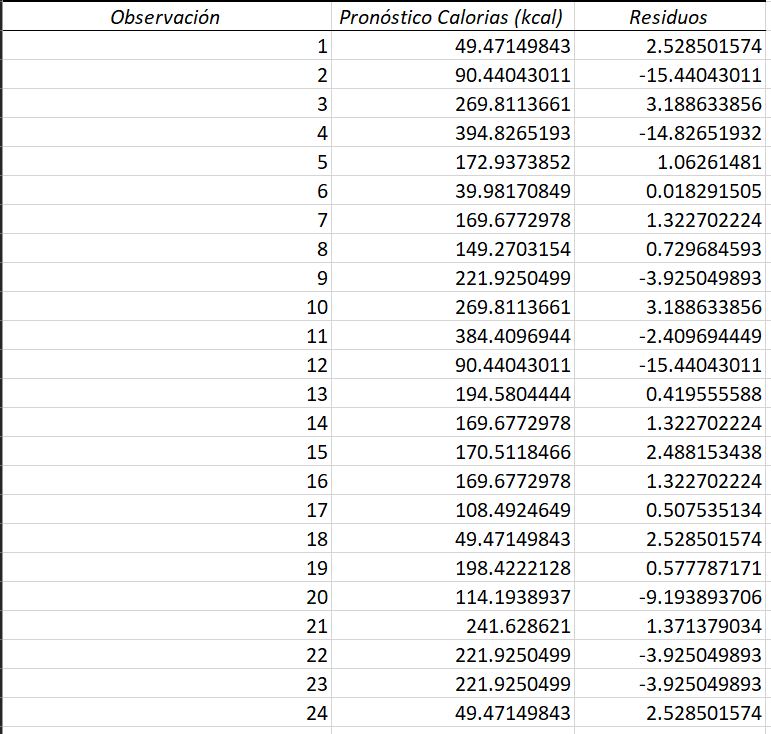 Observación Pronóstico Calorias (kcal) Residuos
1 49.47149843 2.528501574
2 90.44043011 -15.44043011
3 269.8113661 3.188633856
4 394.8265193 -14.82651932
5 172.9373852 1.06261481
6 39.98170849 0.018291505
7 169.6772978 1.322702224
8 149.2703154 0.729684593
9 221.9250499 -3.925049893
10 269.8113661 3.188633856
11 384.4096944 -2.409694449
12 90.44043011 -15.44043011
13 194.5804444 0.419555588
14 169.6772978 1.322702224
15 170.5118466 2.488153438
16 169.6772978 1.322702224
17 108.4924649 0.507535134
18 49.47149843 2.528501574
19 198.4222128 0.577787171
20 114.1938937 -9.193893706
21 241.628621 1.371379034
22 221.9250499 -3.925049893
23 221.9250499 -3.925049893
24 49.47149843 2.528501574